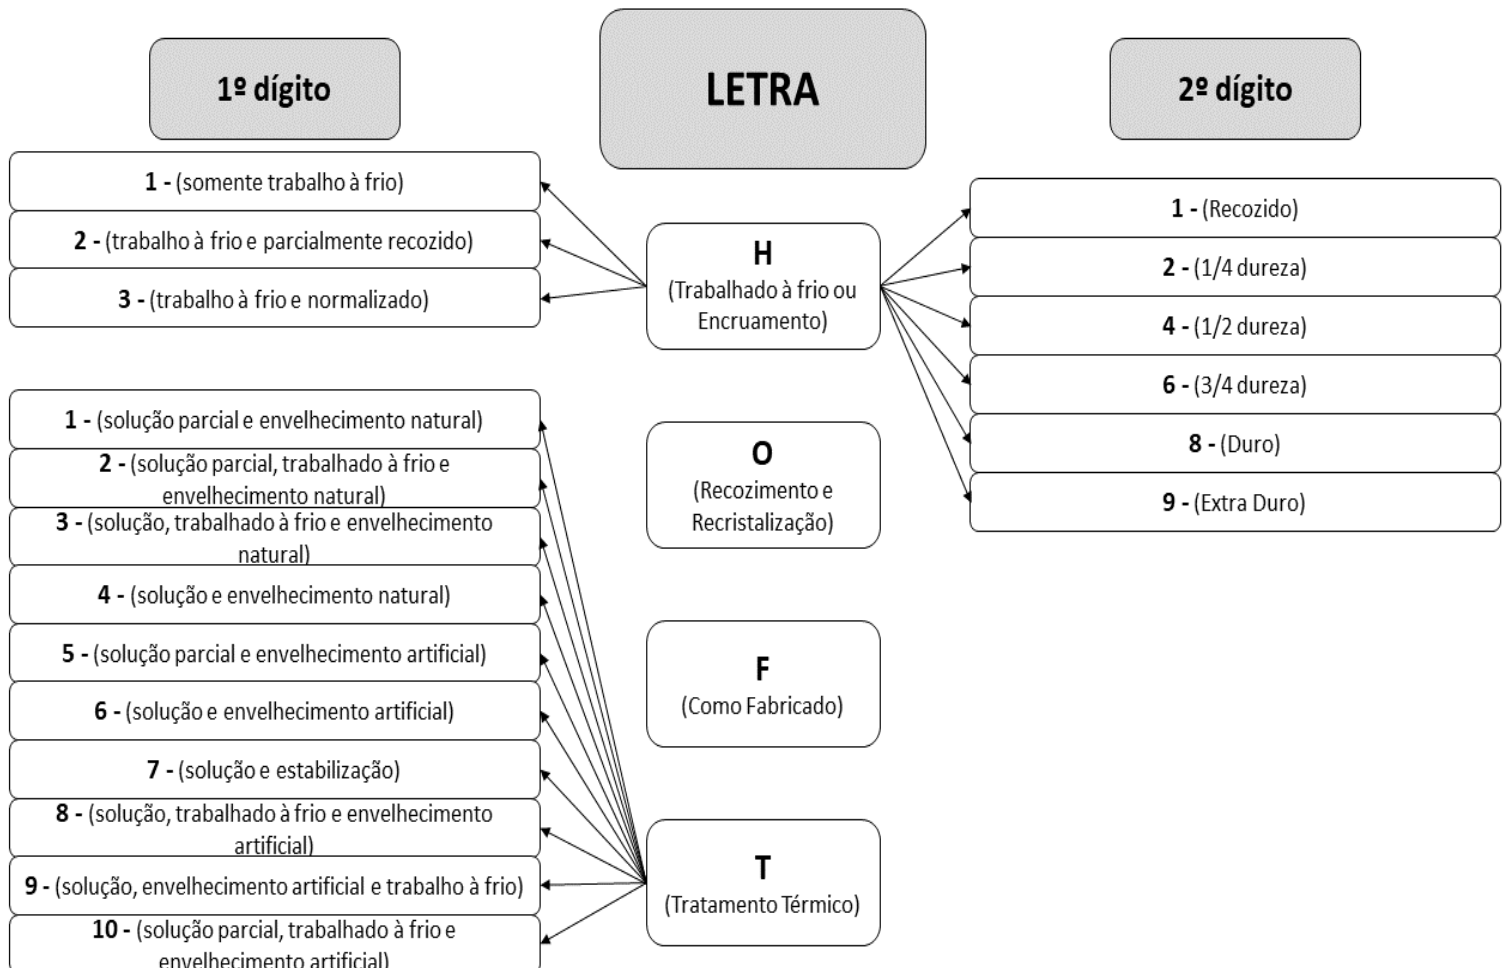 1º dígito
LETRA
2º dígito
1 - (somente trabalho à frio)
2 - (trabalho à frio e parcialmente recozido)
3 - (trabalho à frio e normalizado)
H
(Trabalhado à frio ou
Encruamento)
1 - (Recozido)
2 - (1/4 dureza)
4 - (1/2 dureza)
6 - (3/4 dureza)
8 - (Duro)
9 - (Extra Duro)
1 - (solução parcial e envelhecimento natural)
2 - (solução parcial, trabalhado à frio e
envelhecimento natural)
3 - (solução, trabalhado à frio e envelhecimento
natural)
4 - (solução e envelhecimento natural)
5 - (solução parcial e envelhecimento artificial)
6 - (solução e envelhecimento artificial)
7 - (solução e estabilização)
8 - (solução, trabalhado à frio e envelhecimento
artificial)
9 - (solução, envelhecimento artificial e trabalho à frio)
10 - (solução parcial, trabalhado à frio e
envelhecimento artificial)
O
(Recozimento e
Recristalização)
F
(Como Fabricado)
T
(Tratamento Térmico)